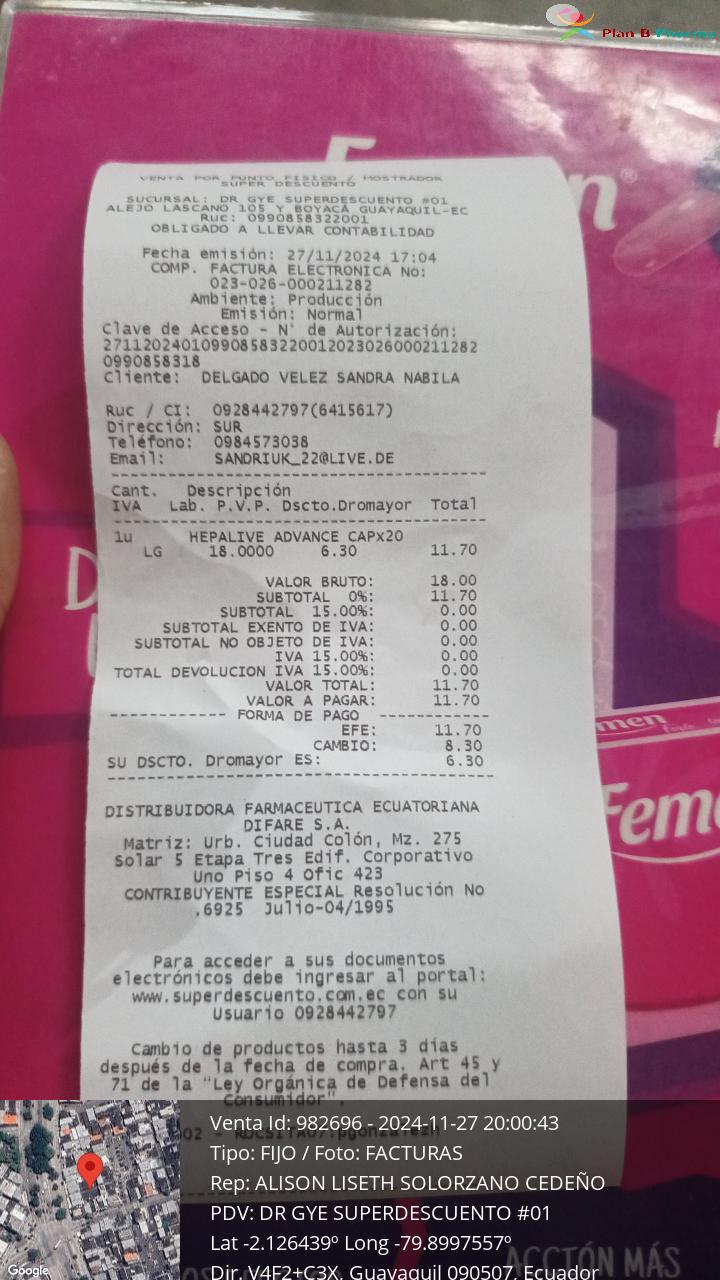 Plan B Pharma
VENTA POR PUNTO FISICO / MOSTRADOR
SUPER DESCUENTO
SUCURSAL: DR GYE SUPERDESCUENTO #01
ALEJO LASCANO 105 Y BOYACÁ GUAYAQUIL-EC
Ruc: 0990858322001
OBLIGADO A LLEVAR CONTABILIDAD
Fecha emisión: 27/11/2024 17:04
COMP. FACTURA ELECTRONICA No:
023-026-000211282
Ambiente: Producción
Emisión: Normal
Clave de Acceso - N° de Autorización:
271120240109908583220012023026000211282
0990858318
Cliente: DELGADO VELEZ SANDRA NABILA
Ruc / CI: 0928442797(6415617)
Dirección: SUR
Teléfono: 0984573038
Email: SANDRIUK_22@LIVE.DE
Cant. Descripción
IVA Lab. P.V.P. Dscto.Dromayor Total
1u HEPALIVE ADVANCE CAPx20
LG 18.0000 6.30 11.70
VALOR BRUTO: 18.00
SUBTOTAL 0%: 11.70
SUBTOTAL 15.00%: 0.00
SUBTOTAL EXENTO DE IVA: 0.00
SUBTOTAL NO OBJETO DE IVA: 0.00
IVA 15.00%: 0.00
TOTAL DEVOLUCION IVA 15.00%: 0.00
VALOR TOTAL: 11.70
VALOR A PAGAR: 11.70
------------ FORMA DE PAGO ------------
EFE: 11.70
CAMBIO: 8.30
SU DSCTO. Dromayor ES: 6.30
DISTRIBUIDORA FARMACEUTICA ECUATORIANA
DIFARE S.A.
Matriz: Urb. Ciudad Colón, Mz. 275
Solar 5 Etapa Tres Edif. Corporativo
Uno Piso 4 Ofic 423
CONTRIBUYENTE ESPECIAL Resolución No
.6925 Julio-04/1995
Para acceder a sus documentos
electrónicos debe ingresar al portal:
www.superdescuento.com.ec con su
Usuario 0928442797
Cambio de productos hasta 3 días
después de la fecha de compra. Art 45 y
71 de la "Ley Orgánica de Defensa del
Consumidor".
Venta Id: 982696 - 2024-11-27 20:00:43
Tipo: FIJO / Foto: FACTURAS
Rep: ALISON LISETH SOLORZANO CEDEÑO
PDV: DR GYE SUPERDESCUENTO #01
Lat -2.126439º Long -79.8997557º
Dir. V4F2+C3X, Guayaquil 090507, Ecuador
Google
ACCIÓN MÁS